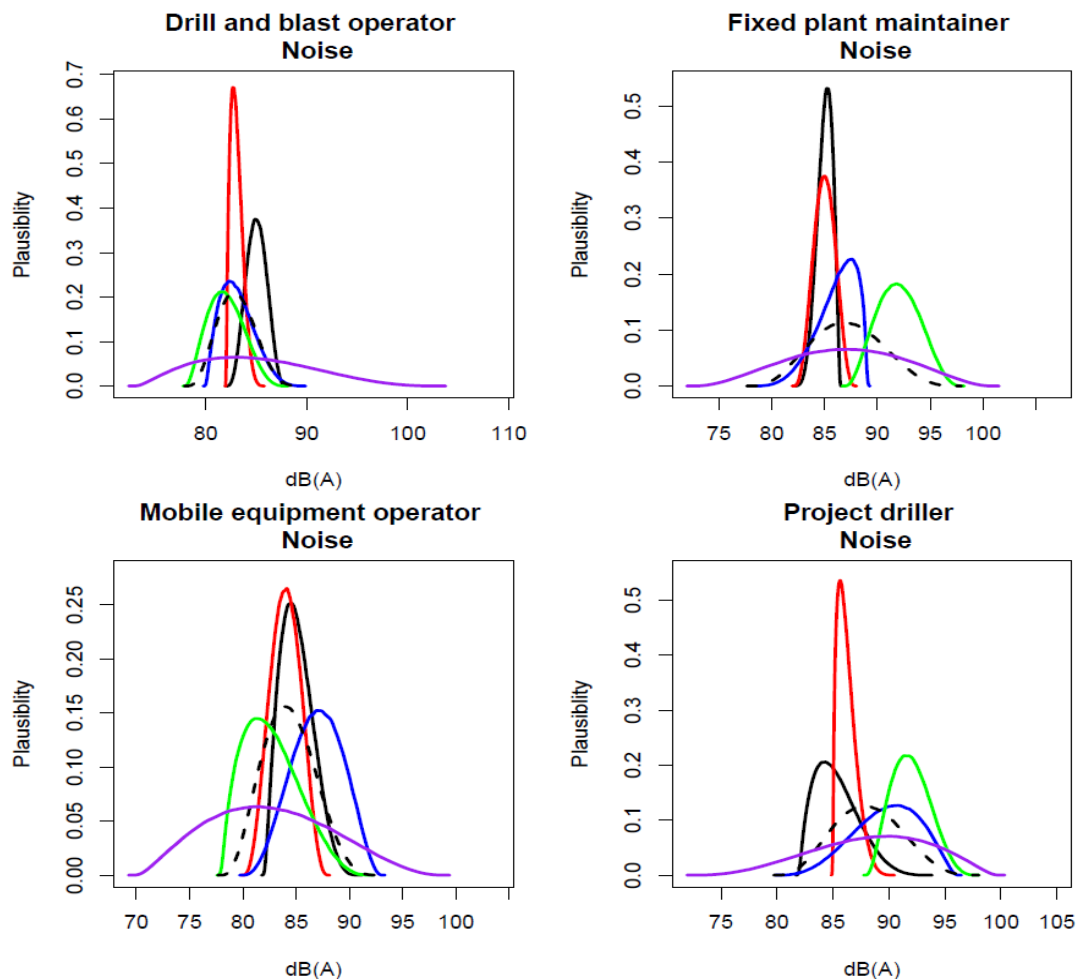 Drill and blast operator
Noise
Plausiblity
0.0 0.1 0.2 0.3 0.4 0.5 0.6 0.7
80 90 100 110
dB(A)
Fixed plant maintainer
Noise
Plausiblity
0.0 0.1 0.2 0.3 0.4 0.5
75 80 85 90 95 100
dB(A)
Mobile equipment operator
Noise
Plausiblity
0.00 0.05 0.10 0.15 0.20 0.25
70 75 80 85 90 95 100
dB(A)
Project driller
Noise
Plausiblity
0.0 0.1 0.2 0.3 0.4 0.5
75 80 85 90 95 100 105
dB(A)